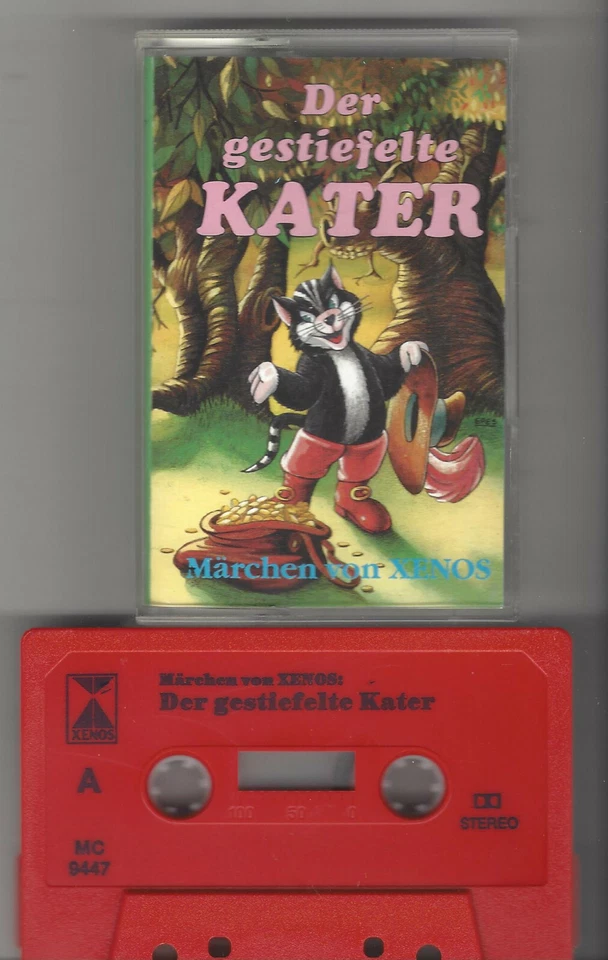 Der
gestiefelte
KATER
Märchen von XENOS
XENOS
Märchen von XENOS:
Der gestiefelte Kater
A
100 50 0
STEREO
MC
9447